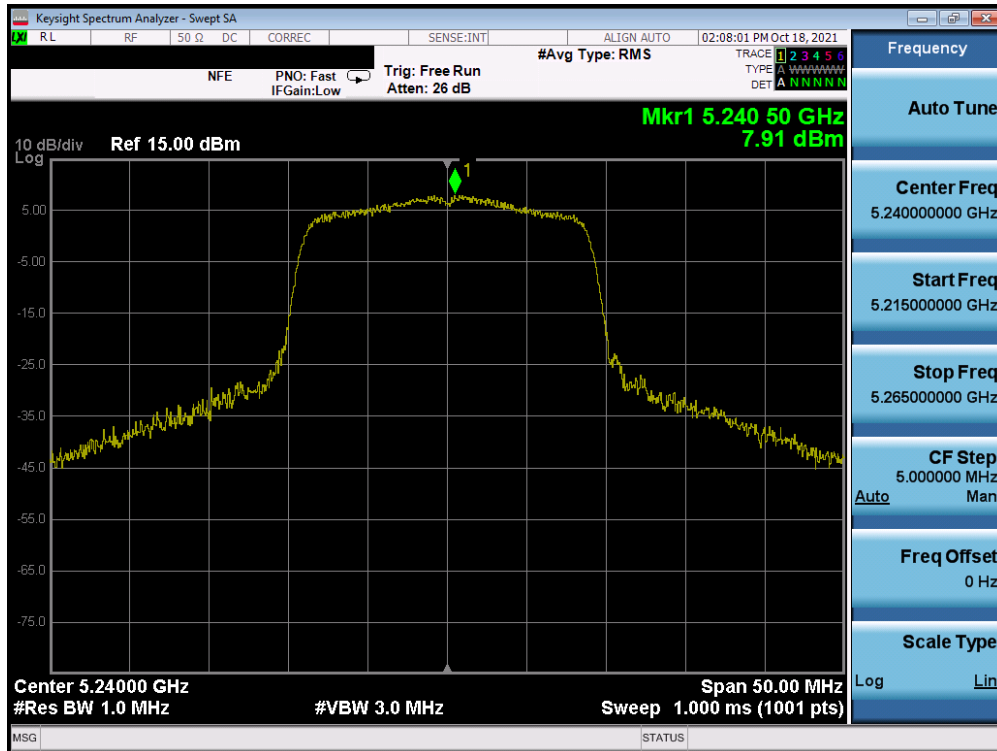 Keysight Spectrum Analyzer - Swept SA
LXI RL RF 50 Ω DC CORREC SENSE:INT ALIGN AUTO 02:08:01 PM Oct 18, 2021
NFE PNO: Fast IFGain:Low Trig: Free Run Atten: 26 dB #Avg Type: RMS
TRACE 1 2 3 4 5 6
TYPE A WWWWW
DET A N N N N N
Mkr1 5.240 50 GHz
7.91 dBm
10 dB/div Ref 15.00 dBm
Log
1
5.00
-5.00
-15.0
-25.0
-35.0
-45.0
-55.0
-65.0
-75.0
Center 5.24000 GHz Span 50.00 MHz
#Res BW 1.0 MHz #VBW 3.0 MHz Sweep 1.000 ms (1001 pts)
MSG STATUS
Frequency
Auto Tune
Center Freq
5.240000000 GHz
Start Freq
5.215000000 GHz
Stop Freq
5.265000000 GHz
CF Step
5.000000 MHz
Auto Man
Freq Offset
0 Hz
Scale Type
Log Lin